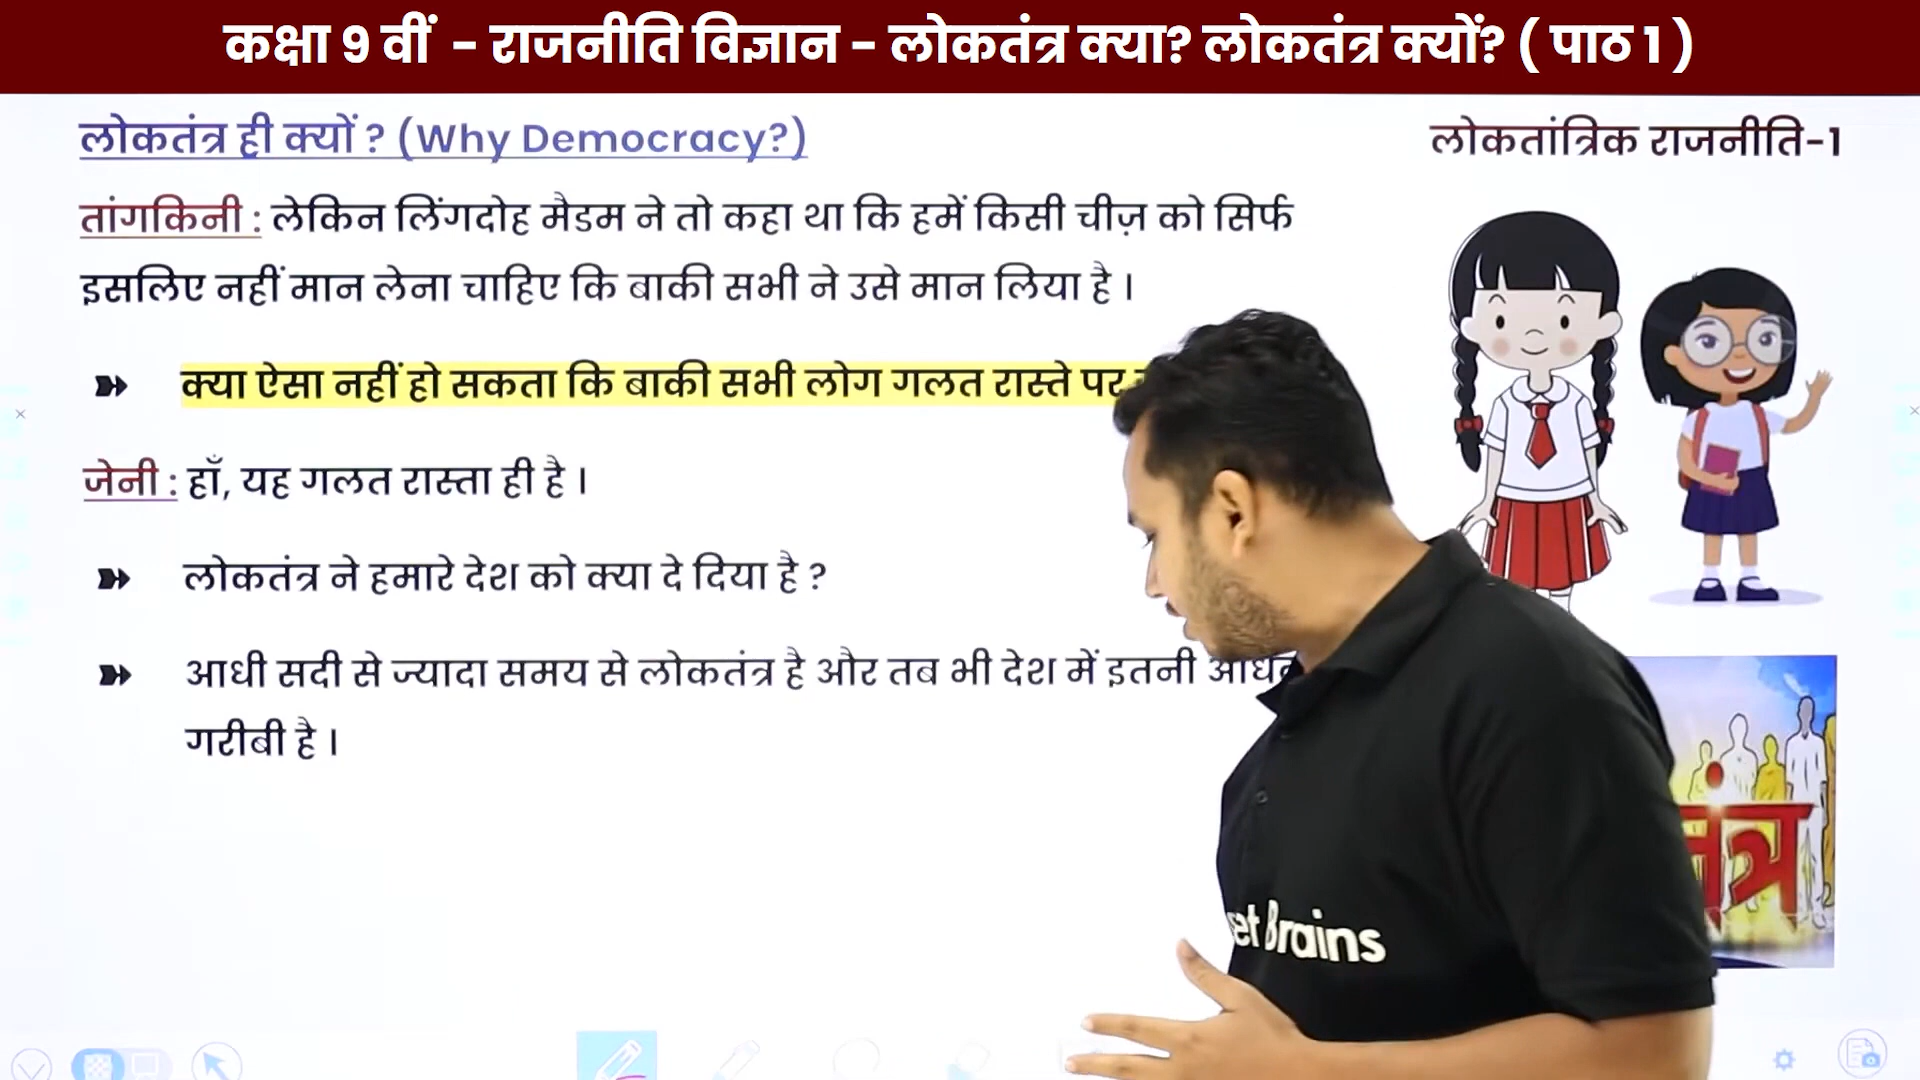 कक्षा 9 वीं - राजनीति विज्ञान - लोकतंत्र क्या? लोकतंत्र क्यों? ( पाठ 1 )
लोकतंत्र ही क्यों ? (Why Democracy?)
लोकतांत्रिक राजनीति-1
तांगकिनी : लेकिन लिंगदोह मैडम ने तो कहा था कि हमें किसी चीज़ को सिर्फ
इसलिए नहीं मान लेना चाहिए कि बाकी सभी ने उसे मान लिया है ।
क्या ऐसा नहीं हो सकता कि बाकी सभी लोग गलत रास्ते पर
जेनी : हाँ, यह गलत रास्ता ही है ।
लोकतंत्र ने हमारे देश को क्या दे दिया है ?
आधी सदी से ज्यादा समय से लोकतंत्र है और तब भी देश में इतनी
गरीबी है ।
Brains